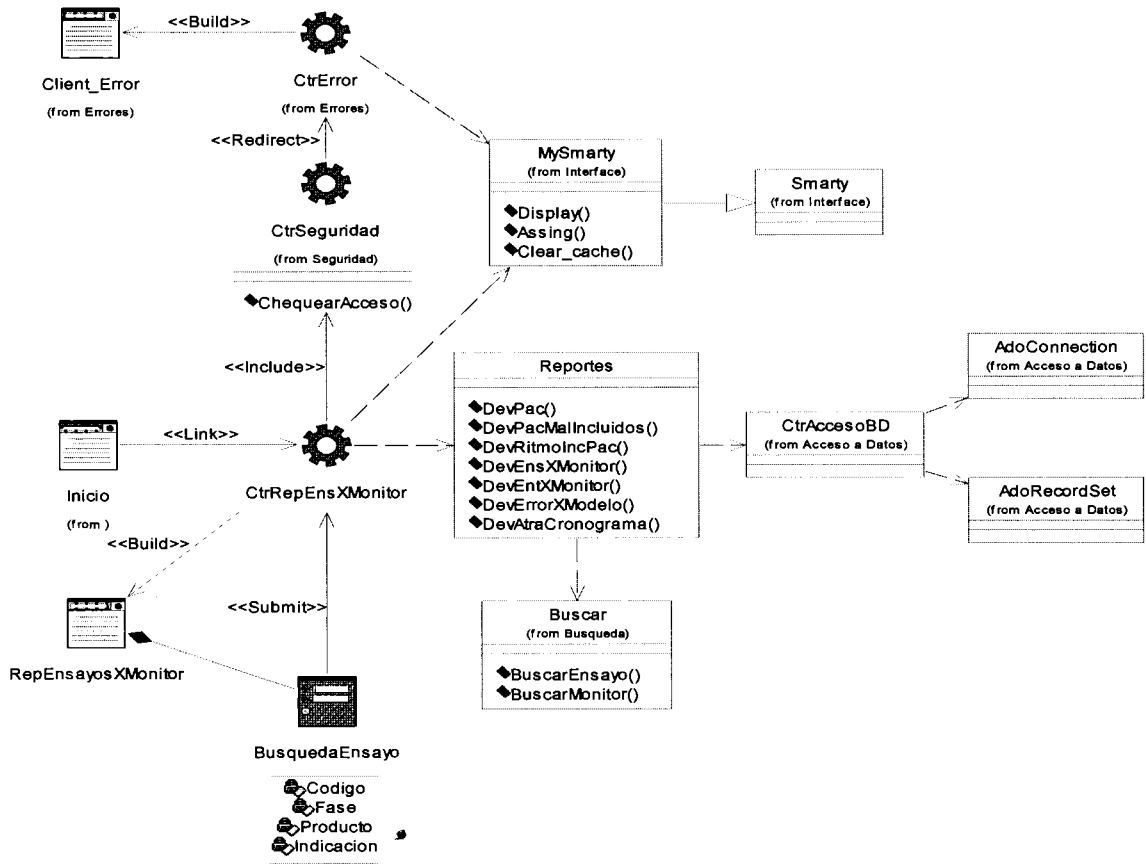 <<Build>>
Client_Error
(from Errores)
CtrError
(from Errores)
<<Redirect>>
CtrSeguridad
(from Seguridad)
ChequearAcceso()
<<Include>>
MySmarty
(from Interface)
Display()
Assing()
Clear_cache()
Smarty
(from Interface)
Inicio
(from )
<<Link>>
CtrRepEnsXMonitor
Reportes
DevPac()
DevPacMalIncluidos()
DevRitmoIncPac()
DevEnsXMonitor()
DevEntXMonitor()
DevErrorXModelo()
DevAtraCronograma()
CtrAccesoBD
(from Acceso a Datos)
AdoConnection
(from Acceso a Datos)
AdoRecordSet
(from Acceso a Datos)
<<Build>>
<<Submit>>
RepEnsayosXMonitor
Buscar
(from Busqueda)
BuscarEnsayo()
BuscarMonitor()
BusquedaEnsayo
Codigo
Fase
Producto
Indicacion